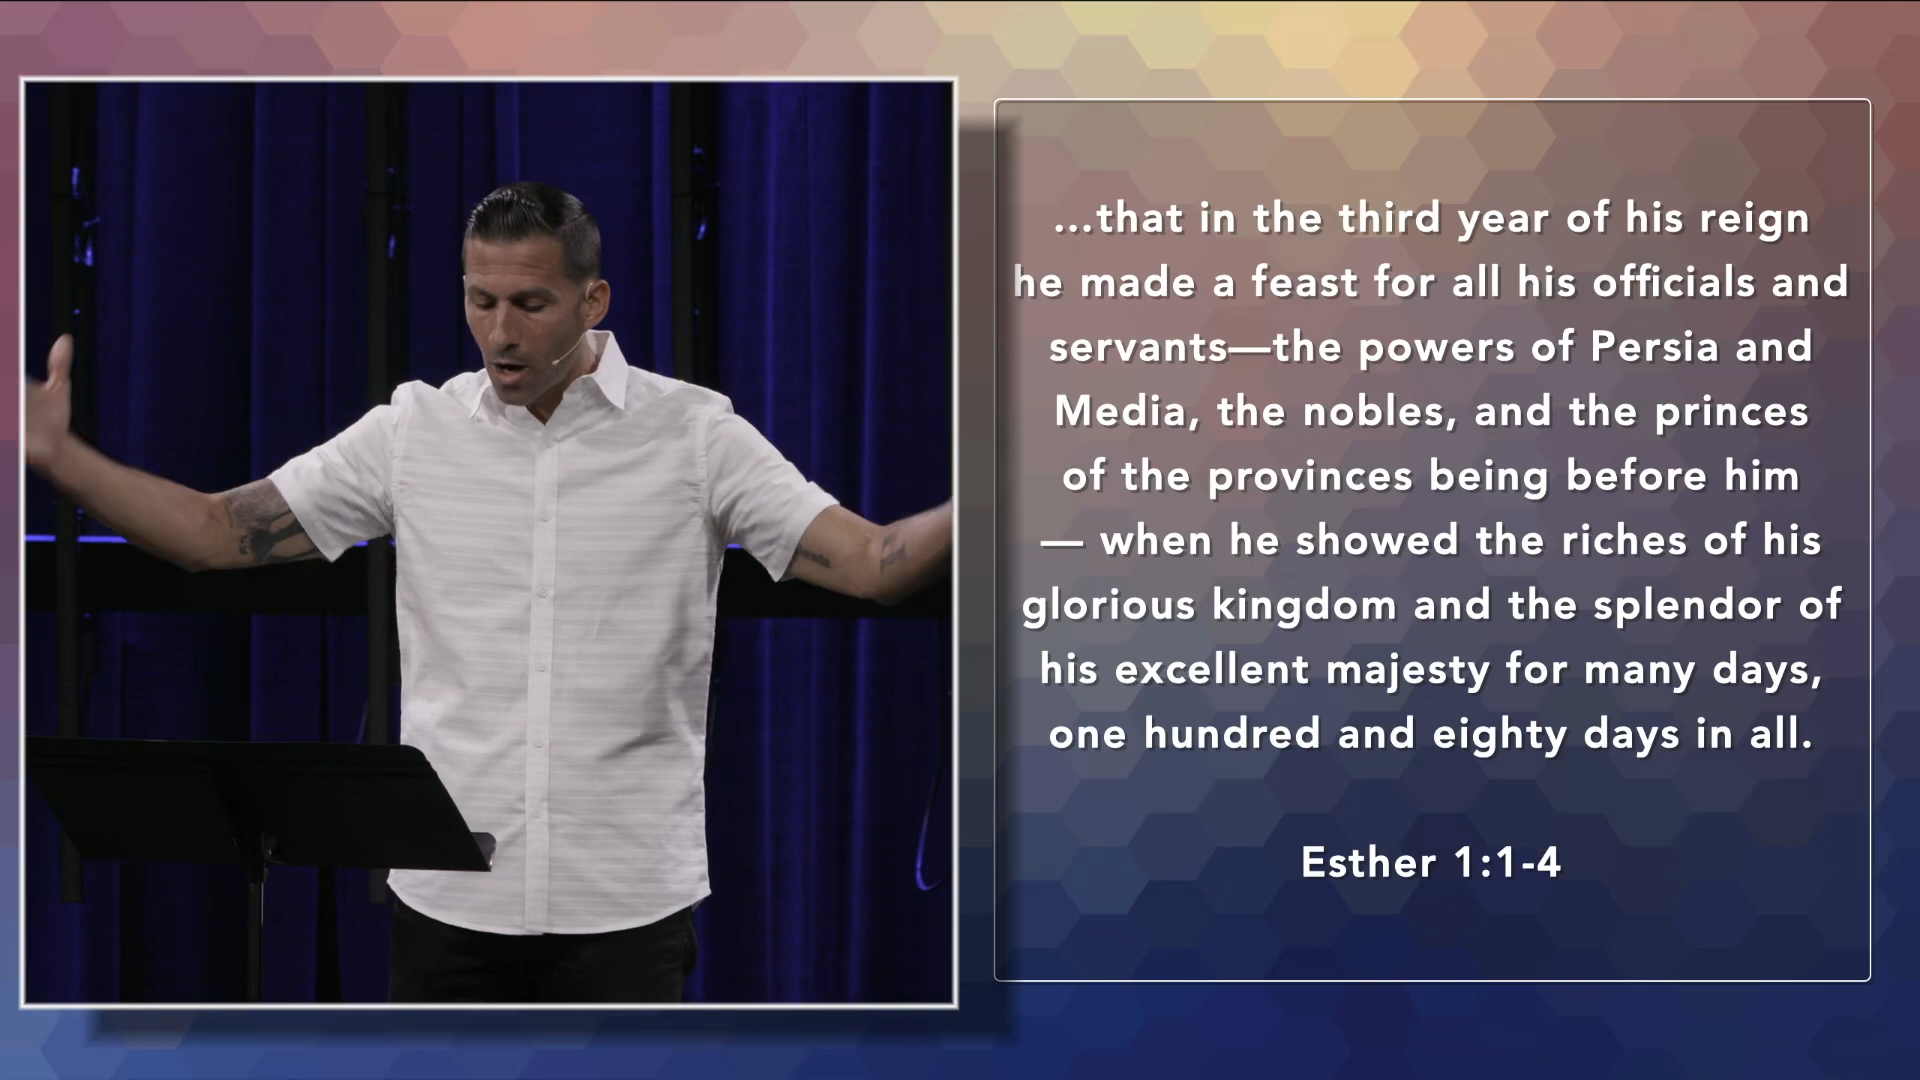 ...that in the third year of his reign
he made a feast for all his officials and
servants—the powers of Persia and
Media, the nobles, and the princes
of the provinces being before him
— when he showed the riches of his
glorious kingdom and the splendor of
his excellent majesty for many days,
one hundred and eighty days in all.
Esther 1:1-4